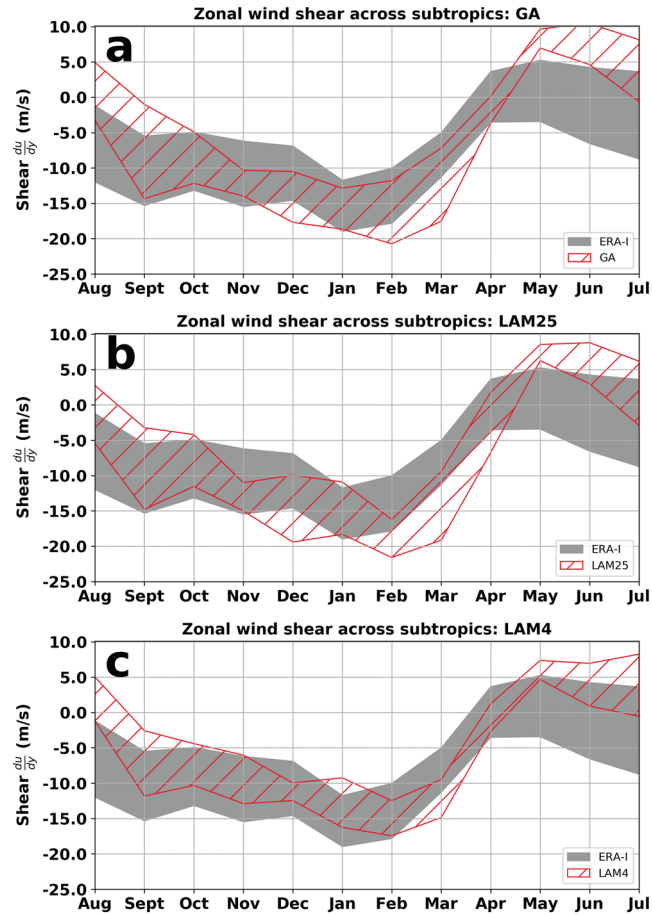 Zonal wind shear across subtropics: GA
a
10.0
5.0
0.0
-5.0
-10.0
-15.0
-20.0
-25.0
Shear du/dy (m/s)
ERA-I
GA
Aug Sept Oct Nov Dec Jan Feb Mar Apr May Jun Jul
Zonal wind shear across subtropics: LAM25
b
10.0
5.0
0.0
-5.0
-10.0
-15.0
-20.0
-25.0
Shear du/dy (m/s)
ERA-I
LAM25
Aug Sept Oct Nov Dec Jan Feb Mar Apr May Jun Jul
Zonal wind shear across subtropics: LAM4
c
10.0
5.0
0.0
-5.0
-10.0
-15.0
-20.0
-25.0
Shear du/dy (m/s)
ERA-I
LAM4
Aug Sept Oct Nov Dec Jan Feb Mar Apr May Jun Jul